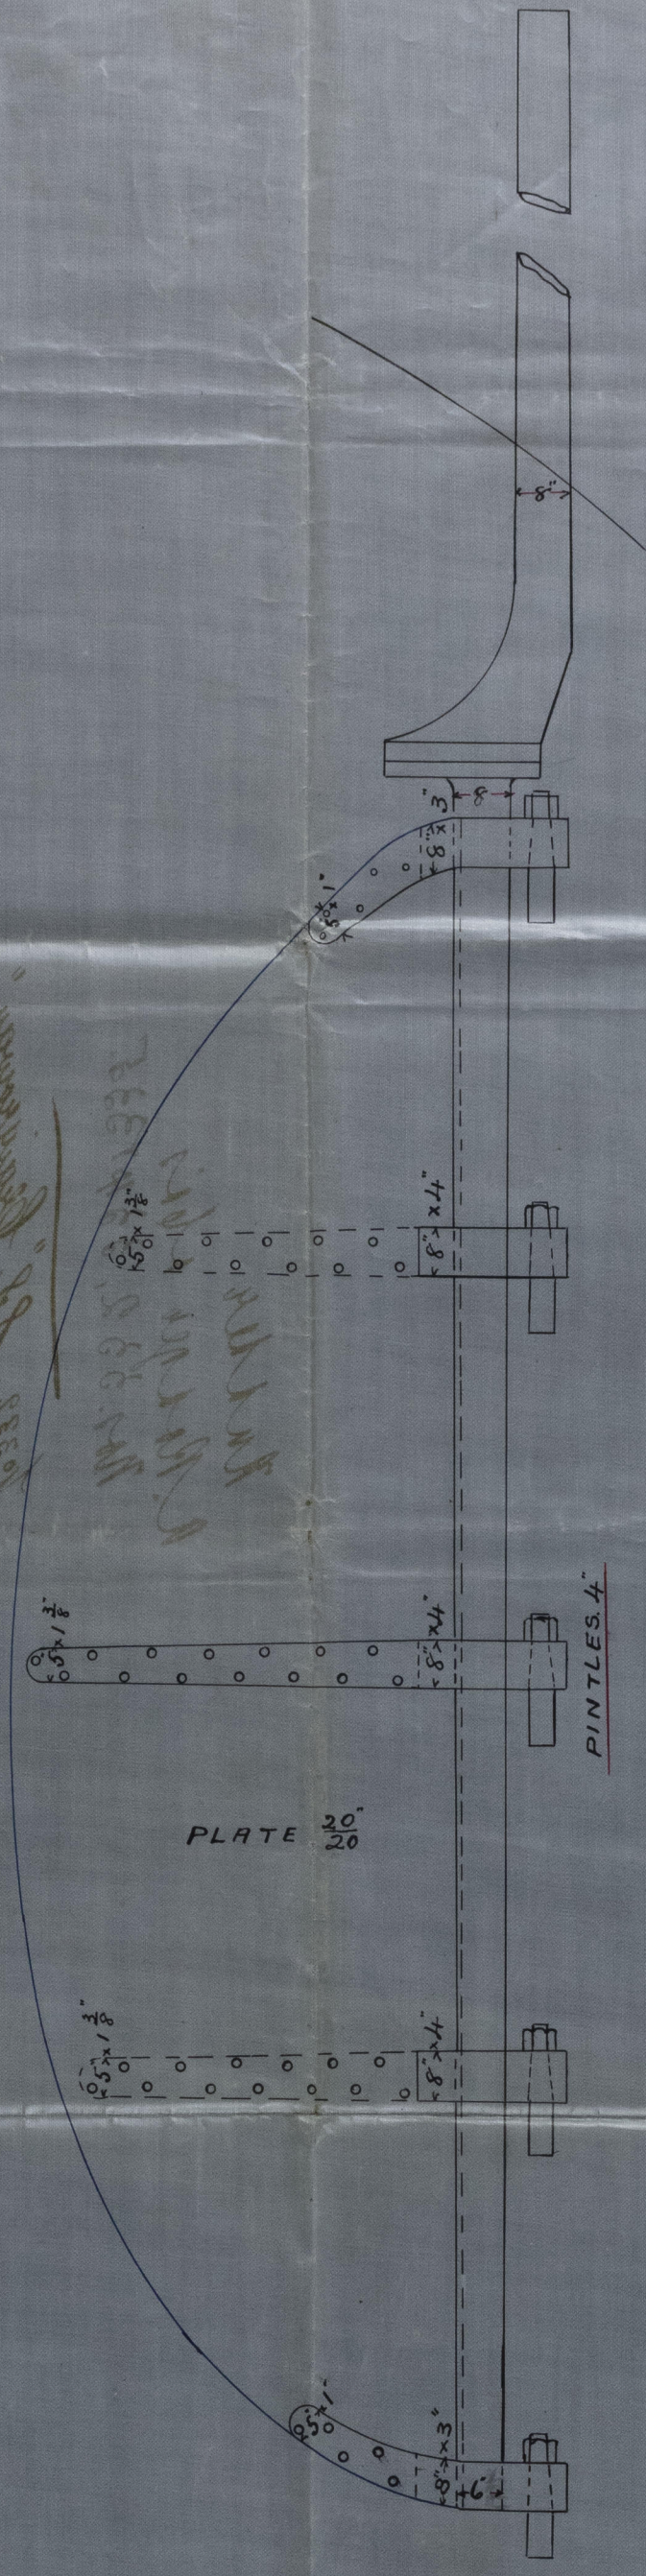 8"
8
8" x 3"
5" x 1"
5" x 1 3/8"
8" x 4"
5 x 1 3/8"
8" x 4"
PINTLES. 4"
PLATE 20"/20
5" x 1 3/8"
8" x 4"
5" x 1"
8" x 3"
6"